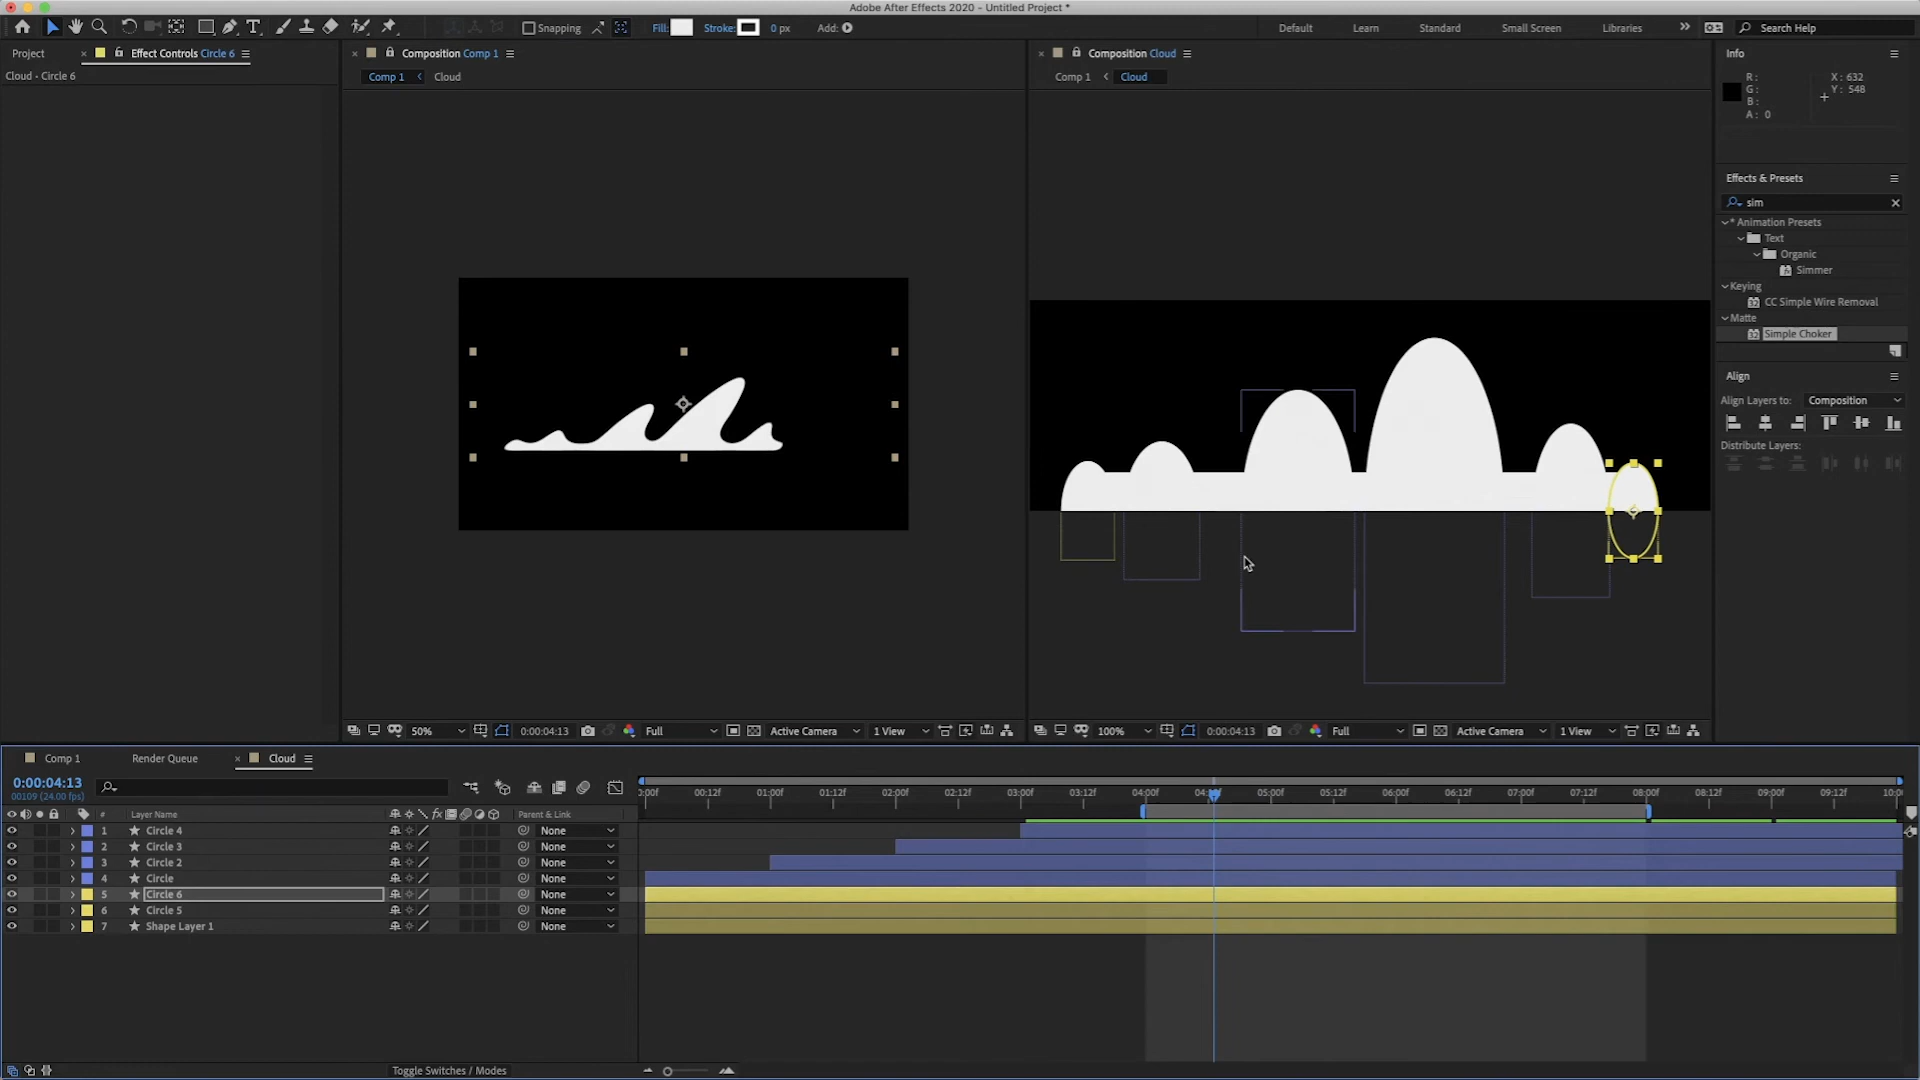 Adobe After Effects 2020 - Untitled Project *
Snapping
Fill:
Stroke:
0 px
Add:
Default
Learn
Standard
Small Screen
Libraries
Search Help
Project
Effect Controls Circle 6
Cloud - Circle 6
Composition Comp 1
Comp 1
Cloud
Composition Cloud
Comp 1
Cloud
Info
R:
G:
B:
A: 0
X: 632
Y: 548
Effects & Presets
sim
* Animation Presets
Text
Organic
Simmer
Keying
CC Simple Wire Removal
Matte
Simple Choker
Align
Align Layers to: Composition
Distribute Layers:
50%
0:00:04:13
Full
Active Camera
1 View
100%
0:00:04:13
Full
Active Camera
1 View
Comp 1
Render Queue
Cloud
0:00:04:13
00109 (24.00 fps)
:00f 00:12f 01:00f 01:12f 02:00f 02:12f 03:00f 03:12f 04:00f 05:00f 05:12f 06:00f 06:12f 07:00f 07:12f 08:00f 08:12f 09:00f 09:12f 10:0
# Layer Name Parent & Link
1 Circle 4 None
2 Circle 3 None
3 Circle 2 None
4 Circle None
5 Circle 6 None
6 Circle 5 None
7 Shape Layer 1 None
Toggle Switches / Modes